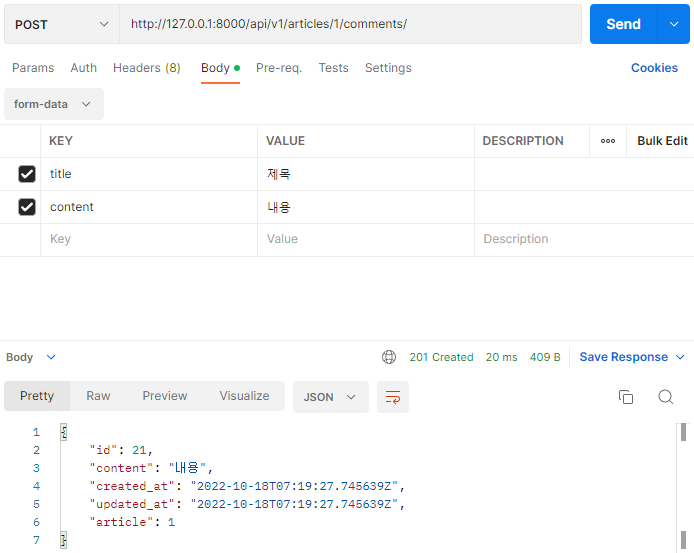 POST http://127.0.0.1:8000/api/v1/articles/1/comments/ Send
Params Auth Headers (8) Body Pre-req. Tests Settings Cookies
form-data
KEY VALUE DESCRIPTION Bulk Edit
title 제목
content 내용
Key Value Description
Body 201 Created 20 ms 409 B Save Response
Pretty Raw Preview Visualize JSON
1 {
2 "id": 21,
3 "content": "내용",
4 "created_at": "2022-10-18T07:19:27.745639Z",
5 "updated_at": "2022-10-18T07:19:27.745639Z",
6 "article": 1
7 }